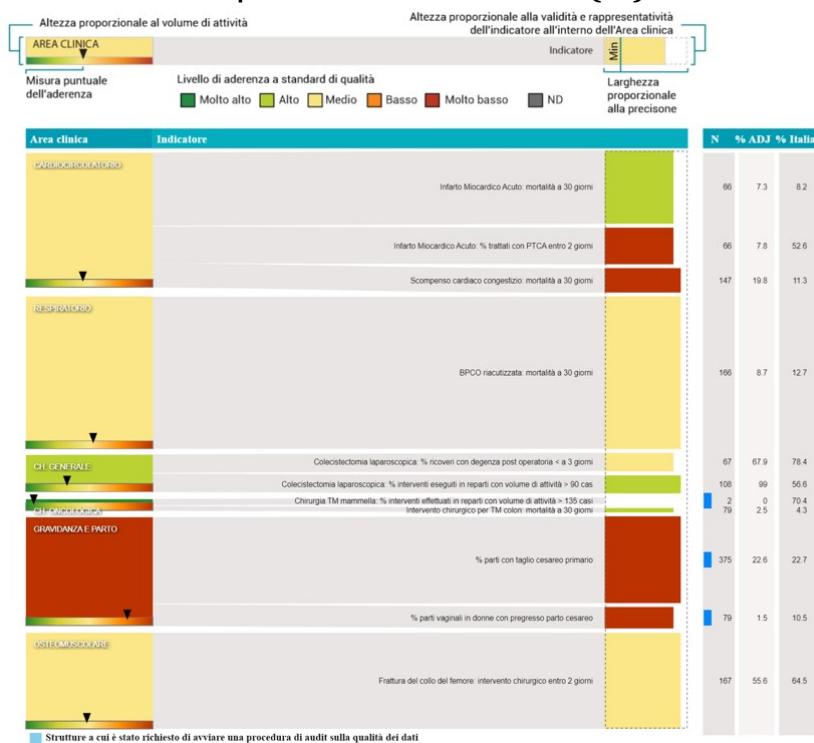 Altezza proporzionale al volume di attività
Altezza proporzionale alla validità e rappresentatività
dell'indicatore all'interno dell'Area clinica
AREA CLINICA
Indicatore
Min
Misura puntuale
dell'aderenza
Livello di aderenza a standard di qualità
Molto alto Alto Medio Basso Molto basso ND
Larghezza
proporzionale
alla precisone
Area clinica Indicatore N % ADJ % Italia
CARDIOCIRCOLATORIO
Infarto Miocardico Acuto: mortalità a 30 giorni 66 7.3 8.2
Infarto Miocardico Acuto: % trattati con PTCA entro 2 giorni 66 7.8 52.6
Scompenso cardiaco congestizio: mortalità a 30 giorni 147 19.8 11.3
RESPIRATORIO
BPCO riacutizzata: mortalità a 30 giorni 166 8.7 12.7
CH. GENERALE
Colecistectomia laparoscopica: % ricoveri con degenza post operatoria < a 3 giorni 67 67.9 78.4
Colecistectomia laparoscopica: % interventi eseguiti in reparti con volume di attività > 90 cas 108 99 56.6
Chirurgia TM mammella: % interventi effettuati in reparti con volume di attività > 135 casi 2 0 70.4
CH. ONCOLOGICA
Intervento chirurgico per TM colon: mortalità a 30 giorni 79 2.5 4.3
GRAVIDANZA E PARTO
% parti con taglio cesareo primario 375 22.6 22.7
% parti vaginali in donne con pregresso parto cesareo 79 1.5 10.5
OSTEOMUSCOLARE
Frattura del collo del femore: intervento chirurgico entro 2 giorni 167 55.6 64.5
Strutture a cui è stato richiesto di avviare una procedura di audit sulla qualità dei dati